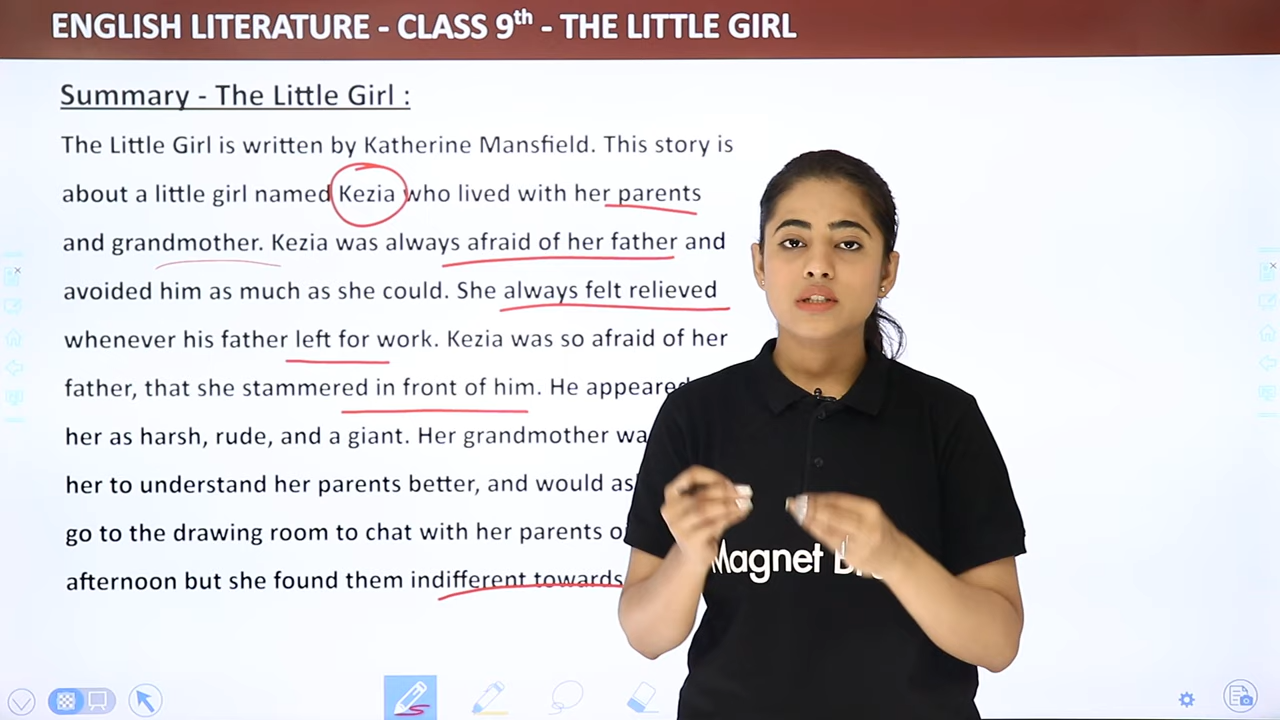 ENGLISH LITERATURE - CLASS 9th - THE LITTLE GIRL
Summary - The Little Girl :
The Little Girl is written by Katherine Mansfield. This story is
about a little girl named Kezia who lived with her parents
and grandmother. Kezia was always afraid of her father and
avoided him as much as she could. She always felt relieved
whenever his father left for work. Kezia was so afraid of her
father, that she stammered in front of him. He appeared
her as harsh, rude, and a giant. Her grandmother
her to understand her parents better, and would
go to the drawing room to chat with her parents
afternoon but she found them indifferent towards
Magnet